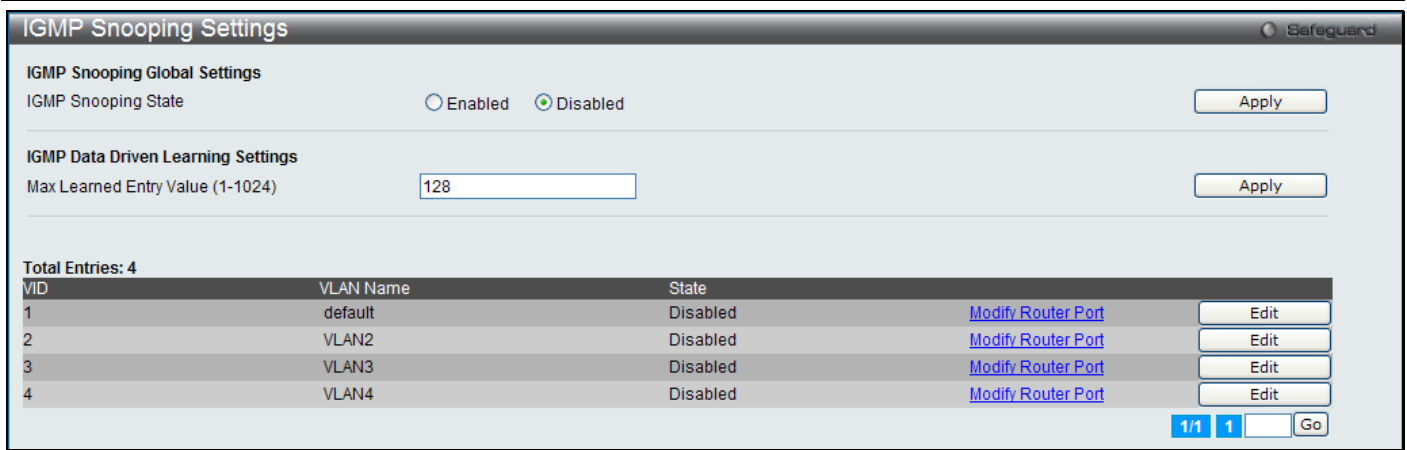 IGMP Snooping Settings Safeguard
IGMP Snooping Global Settings
IGMP Snooping State Enabled Disabled Apply
IGMP Data Driven Learning Settings
Max Learned Entry Value (1-1024) 128 Apply
Total Entries: 4
VID VLAN Name State
1 default Disabled Modify Router Port Edit
2 VLAN2 Disabled Modify Router Port Edit
3 VLAN3 Disabled Modify Router Port Edit
4 VLAN4 Disabled Modify Router Port Edit
1/1 1 Go